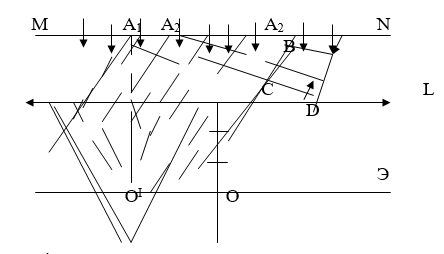 M A₁ A₂ A₂ N
B
C L
D
Э
Oᴵ O